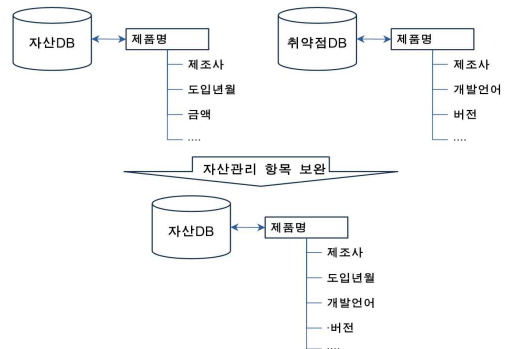 자산DB
제품명
제조사
도입년월
금액
....
취약점DB
제품명
제조사
개발언어
버전
....
자산관리 항목 보완
자산DB
제품명
제조사
도입년월
개발언어
·버전
....